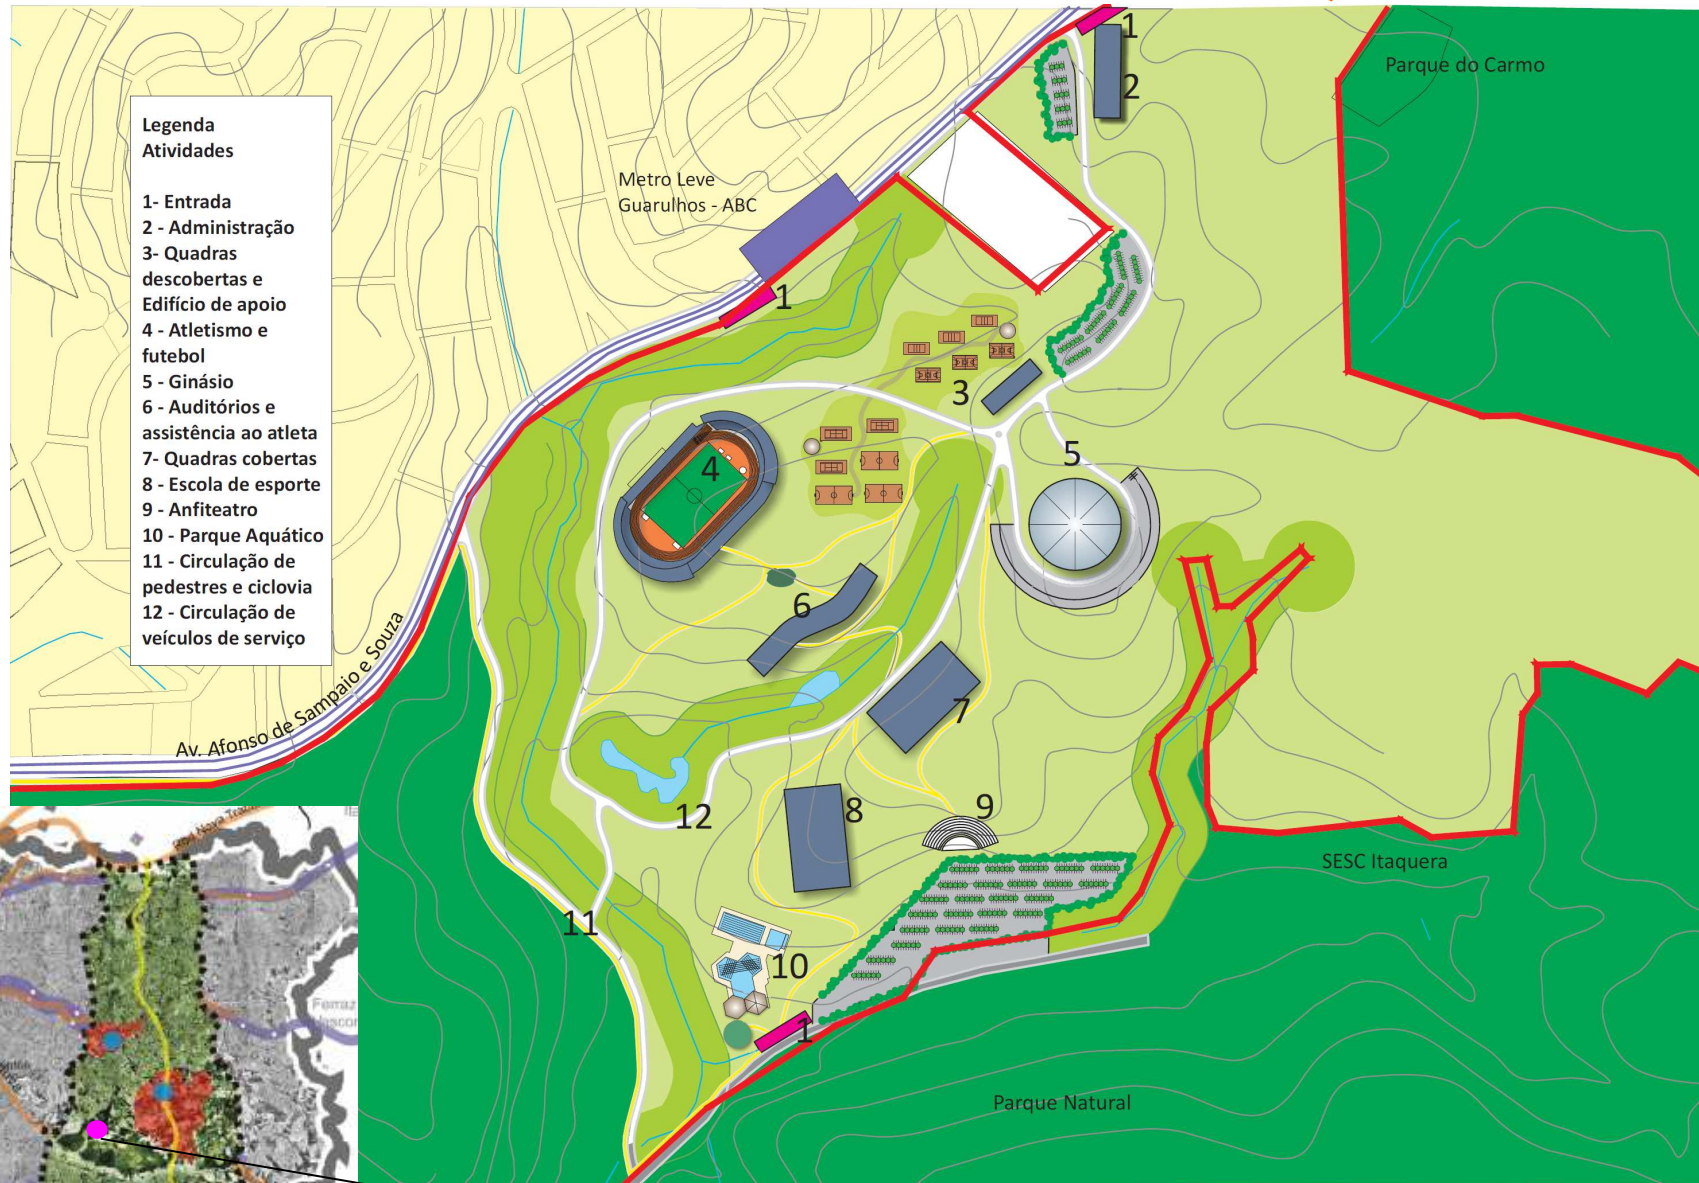 Legenda
Atividades
1- Entrada
2 - Administração
3- Quadras
descobertas e
Edifício de apoio
4 - Atletismo e
futebol
5 - Ginásio
6 - Auditórios e
assistência ao atleta
7- Quadras cobertas
8 - Escola de esporte
9 - Anfiteatro
10 - Parque Aquático
11 - Circulação de
pedestres e ciclovia
12 - Circulação de
veículos de serviço
Metro Leve
Guarulhos - ABC
Parque do Carmo
1
2
1
3
4
5
6
7
8
9
12
11
10
1
Av. Afonso de Sampaio e Souza
SESC Itaquera
Parque Natural
Ferraz